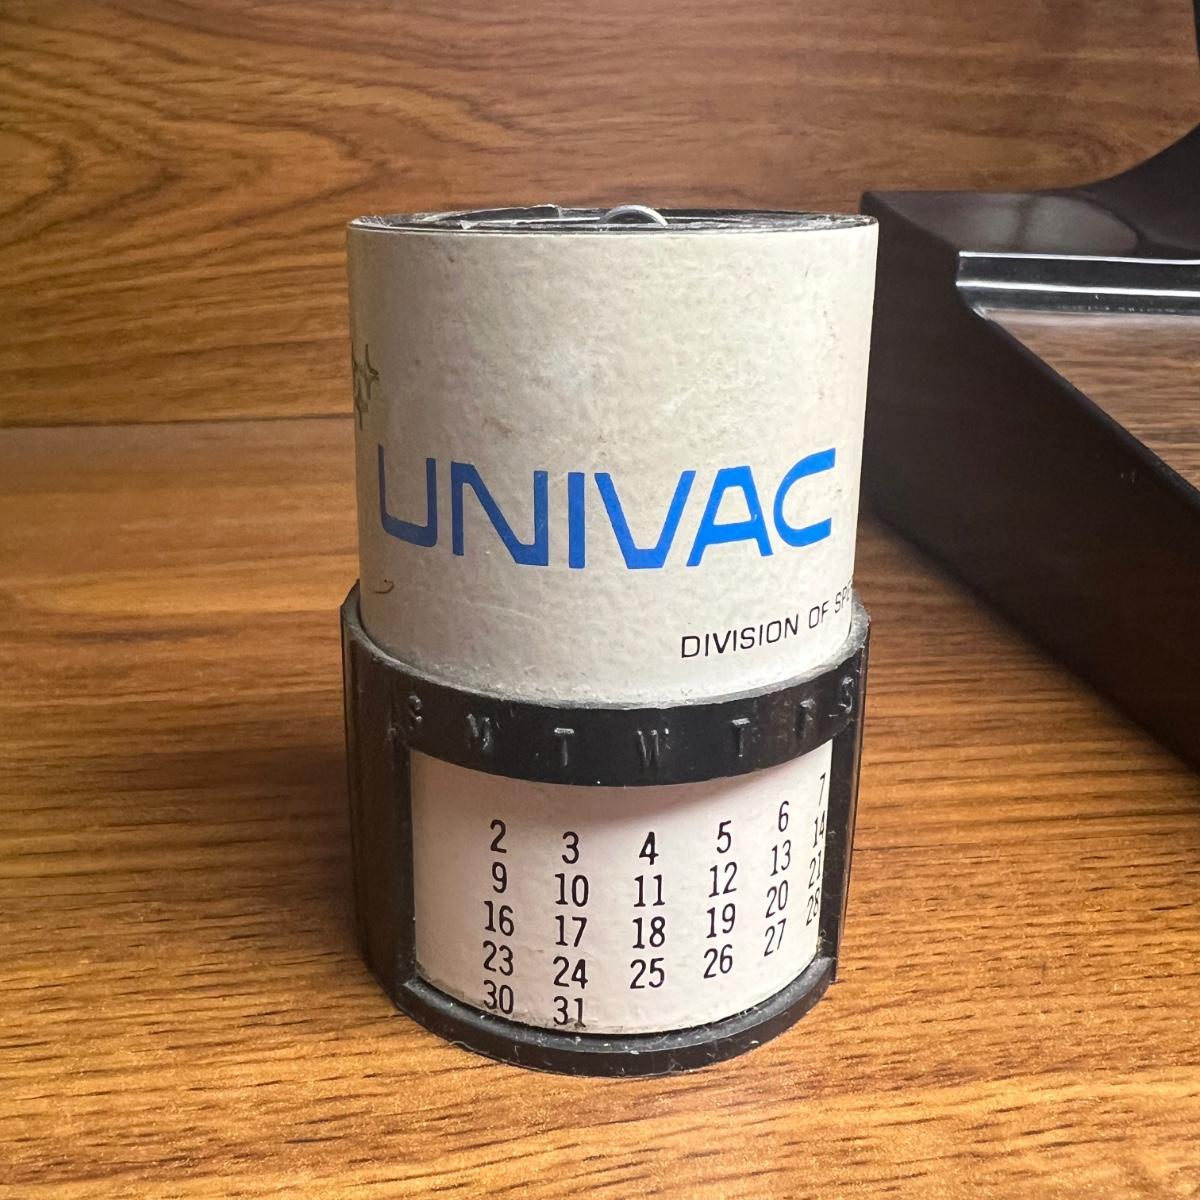 UNIVAC
DIVISION OF
S M T W T F S
7
2 3 4 5 6 14
9 10 11 12 13 21
16 17 18 19 20 28
23 24 25 26 27
30 31